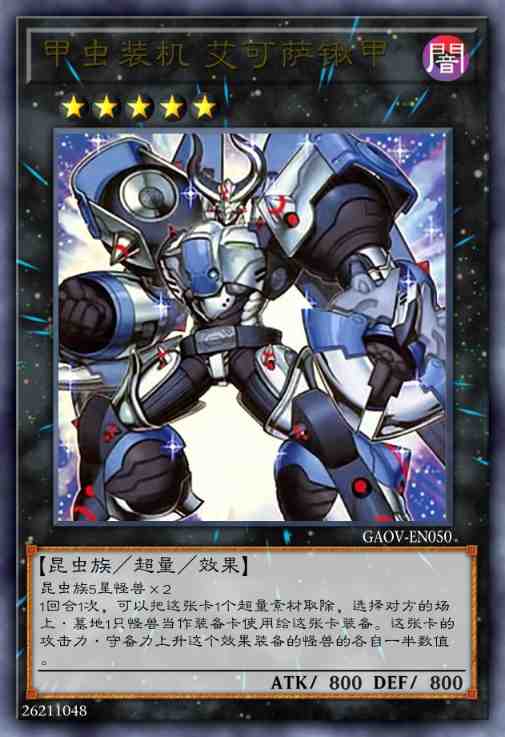 甲虫装机 艾可萨锹甲
闇
GAOV-EN050
【昆虫族／超量／效果】
昆虫族5星怪兽×2
1回合1次，可以把这张卡1个超量素材取除，选择对方的场
上·墓地1只怪兽当作装备卡使用给这张卡装备。这张卡的
攻击力·守备力上升这个效果装备的怪兽的各自一半数值
。
ATK/ 800 DEF/ 800
26211048